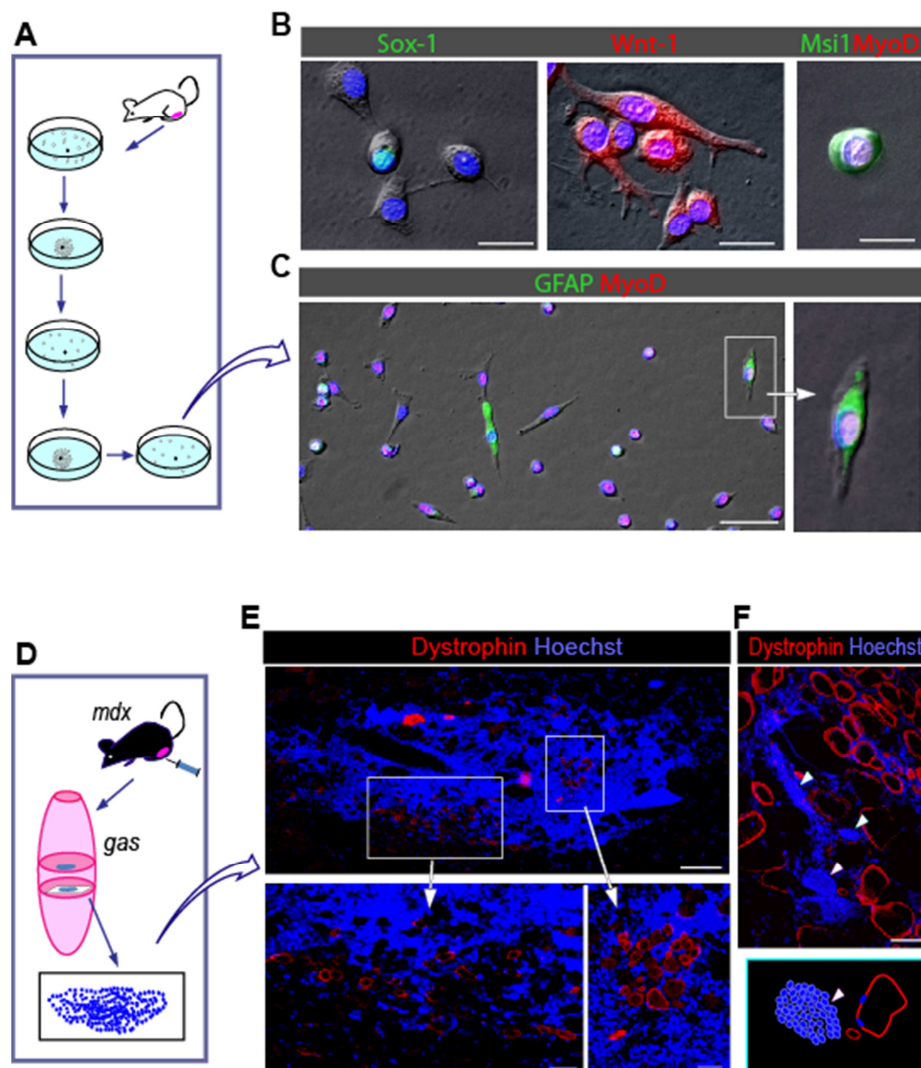 A
B
Sox-1
Wnt-1
Msi1MyoD
C
GFAP MyoD
D
mdx
gas
E
Dystrophin Hoechst
F
Dystrophin Hoechst